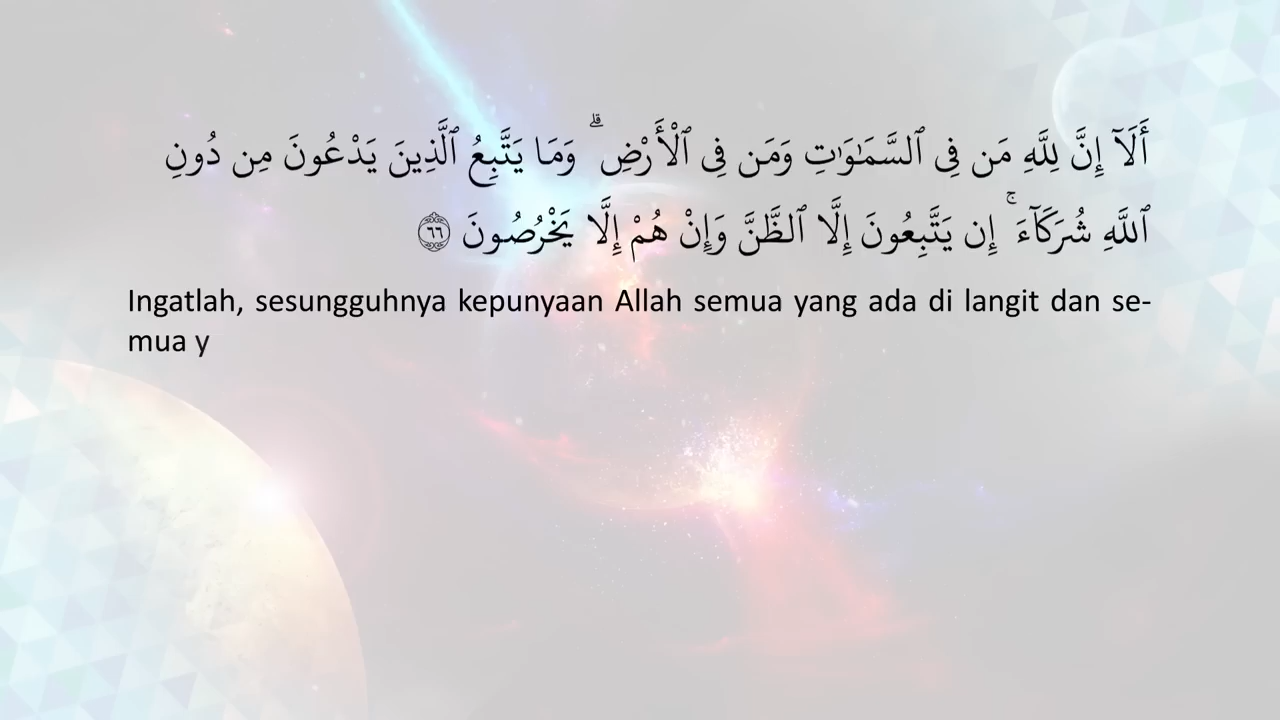 أَلَآ إِنَّ لِلَّهِ مَن فِى ٱلسَّمَـٰوَٰتِ وَمَن فِى ٱلْأَرْضِ ۗ وَمَا يَتَّبِعُ ٱلَّذِينَ يَدْعُونَ مِن دُونِ
ٱللَّهِ شُرَكَآءَ ۚ إِن يَتَّبِعُونَ إِلَّا ٱلظَّنَّ وَإِنْ هُمْ إِلَّا يَخْرُصُونَ ٦٦
Ingatlah, sesungguhnya kepunyaan Allah semua yang ada di langit dan se-
mua y